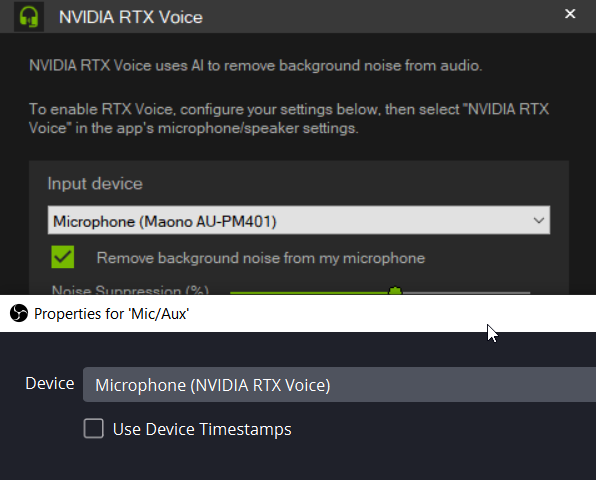 NVIDIA RTX Voice
NVIDIA RTX Voice uses AI to remove background noise from audio.
To enable RTX Voice, configure your settings below, then select "NVIDIA RTX
Voice" in the app's microphone/speaker settings.
Input device
Microphone (Maono AU-PM401)
Remove background noise from my microphone
Noise Suppression (%)
Properties for 'Mic/Aux'
Device
Microphone (NVIDIA RTX Voice)
Use Device Timestamps